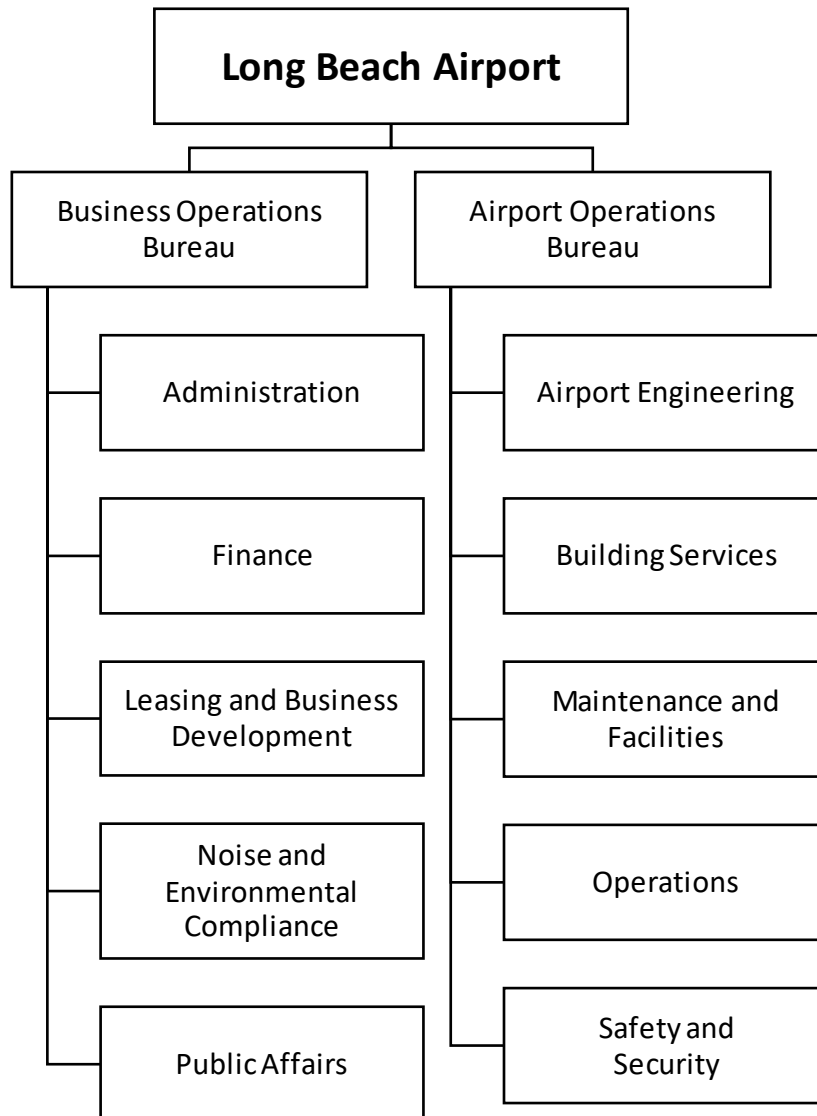 Long Beach Airport
Business Operations
Bureau
Airport Operations
Bureau
Administration
Finance
Leasing and Business
Development
Noise and
Environmental
Compliance
Public Affairs
Airport Engineering
Building Services
Maintenance and
Facilities
Operations
Safety and
Security